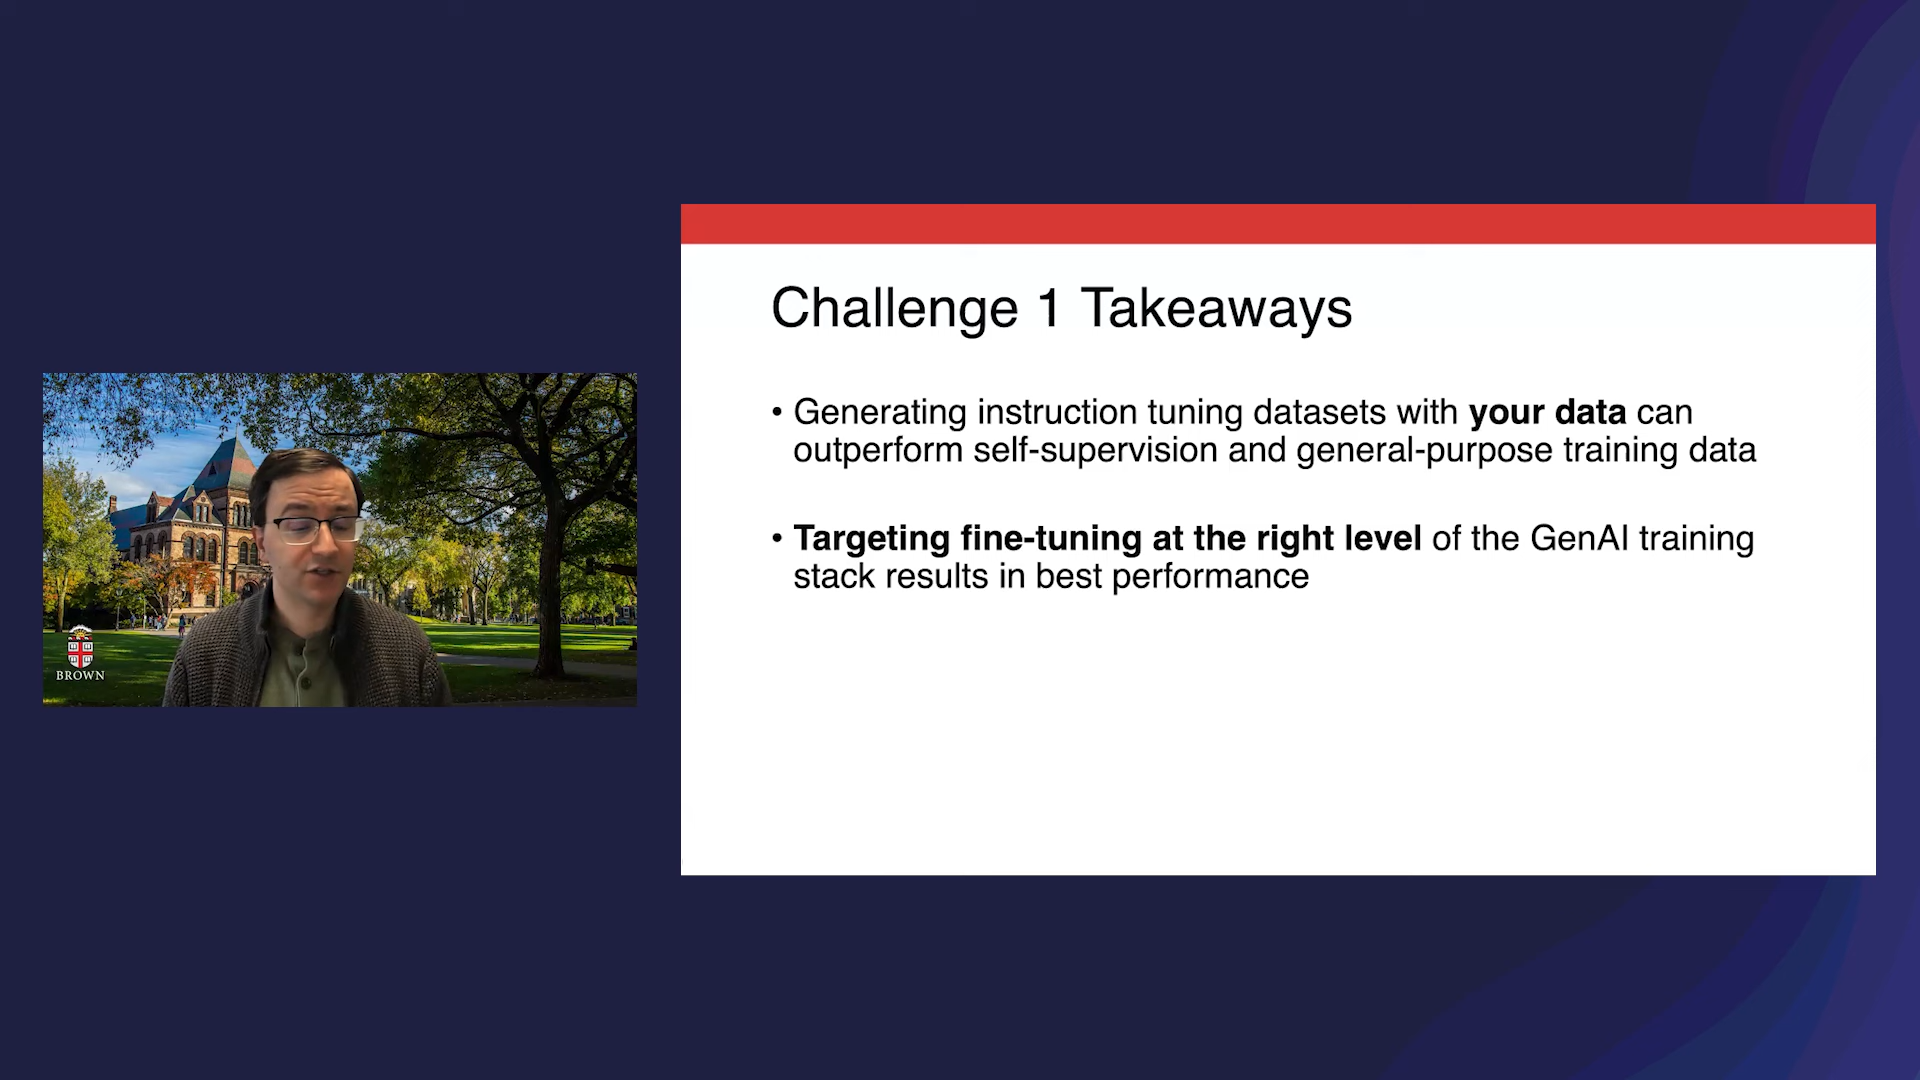 Challenge 1 Takeaways
• Generating instruction tuning datasets with your data can
outperform self-supervision and general-purpose training data
• Targeting fine-tuning at the right level of the GenAI training
stack results in best performance
BROWN